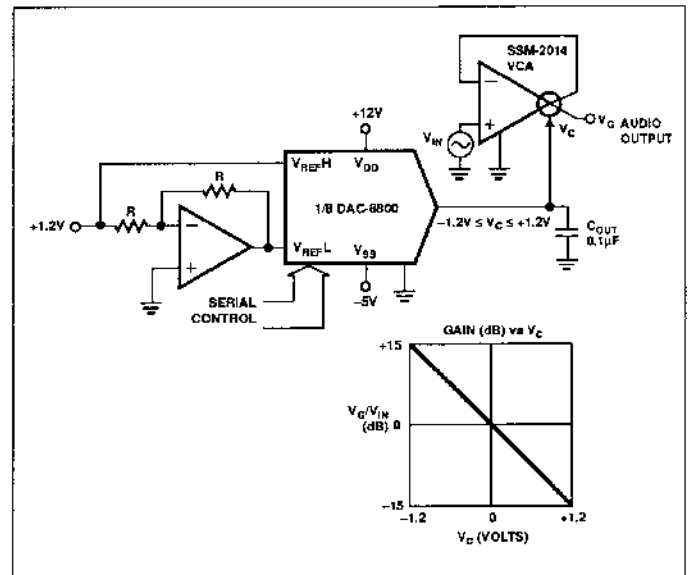 SSM-2014
VCA
+12V
V_IN
V_C
V_G AUDIO
OUTPUT
V_REFH
V_DD
R
R
1/8 DAC-8800
+1.2V
−1.2V ≤ V_C ≤ +1.2V
C_OUT
0.1μF
V_REFL
V_SS
−
+
−
+
SERIAL
CONTROL
−5V
GAIN (dB) vs V_C
+15
V_G/V_IN
(dB)
0
−15
−1.2
0
+1.2
V_C (VOLTS)